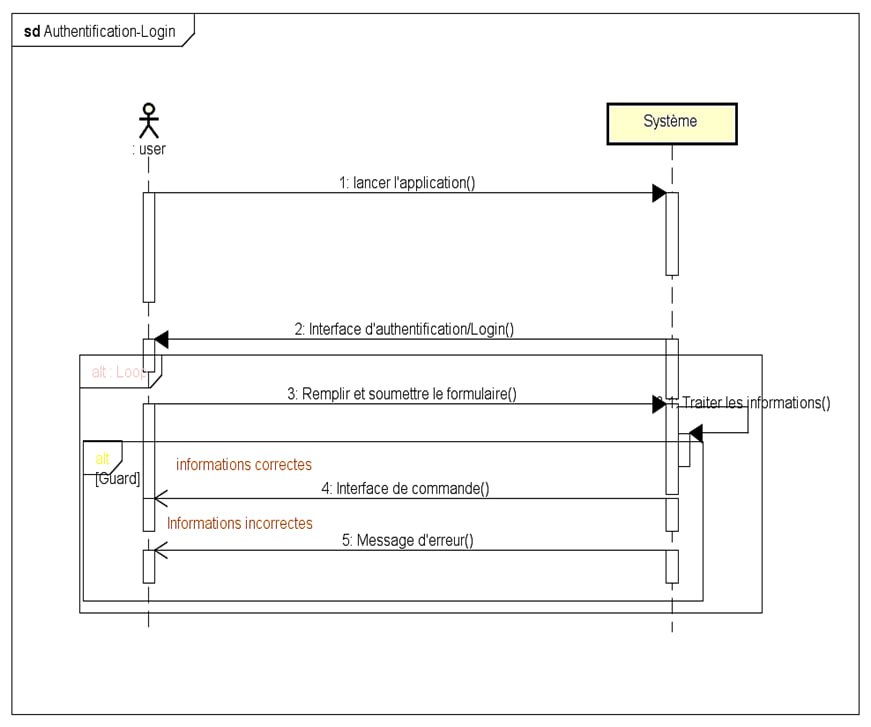 sd Authentification-Login
: user
Système
1: lancer l'application()
2: Interface d'authentification/Login()
alt : Loop
3: Remplir et soumettre le formulaire()
3.1: Traiter les informations()
alt
[Guard]
informations correctes
4: Interface de commande()
Informations incorrectes
5: Message d'erreur()